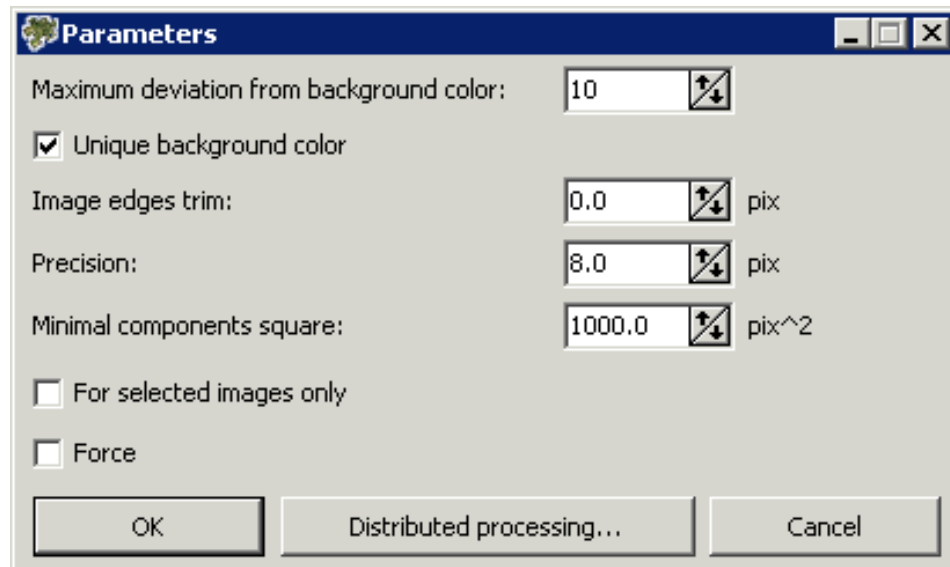 Parameters
Maximum deviation from background color: 10
Unique background color
Image edges trim: 0.0 pix
Precision: 8.0 pix
Minimal components square: 1000.0 pix^2
For selected images only
Force
OK Distributed processing... Cancel